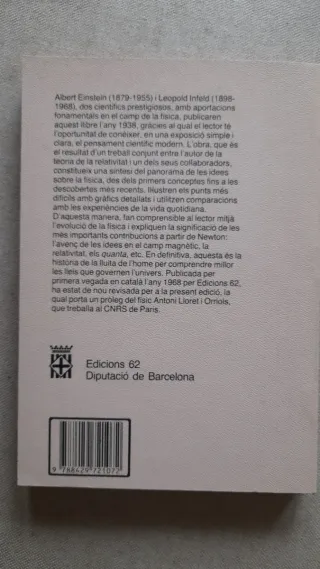 Albert Einstein (1879-1955) i Leopold Infeld (1898-
1968), dos científics prestigiosos, amb aportacions
fonamentals en el camp de la física, publicaren
aquest llibre l'any 1938, gràcies al qual el lector té
l'oportunitat de conèixer, en una exposició simple i
clara, el pensament científic modern. L'obra, que és
el resultat d'un treball conjunt entre l'autor de la
teoria de la relativitat i un dels seus col·laboradors,
constitueix una síntesi del panorama de les idees
sobre la física, des dels primers conceptes fins a les
descobertes més recents. Il·lustren els punts més
difícils amb gràfics detallats i utilitzen comparacions
amb les experiències de la vida quotidiana.
D'aquesta manera, fan comprensible al lector mitjà
l'evolució de la física i expliquen la significació de les
més importants contribucions a partir de Newton:
l'avenç de les idees en el camp magnètic, la
relativitat, els quanta, etc. En definitiva, aquesta és la
història de la lluita de l'home per comprendre millor
les lleis que governen l'univers. Publicada per
primera vegada en català l'any 1968 per Edicions 62,
ha estat de nou revisada per a la present edició, la
qual porta un pròleg del físic Antoni Lloret i Orriols,
que treballa al CNRS de París.
Edicions 62
Diputació de Barcelona
9 788429 721072